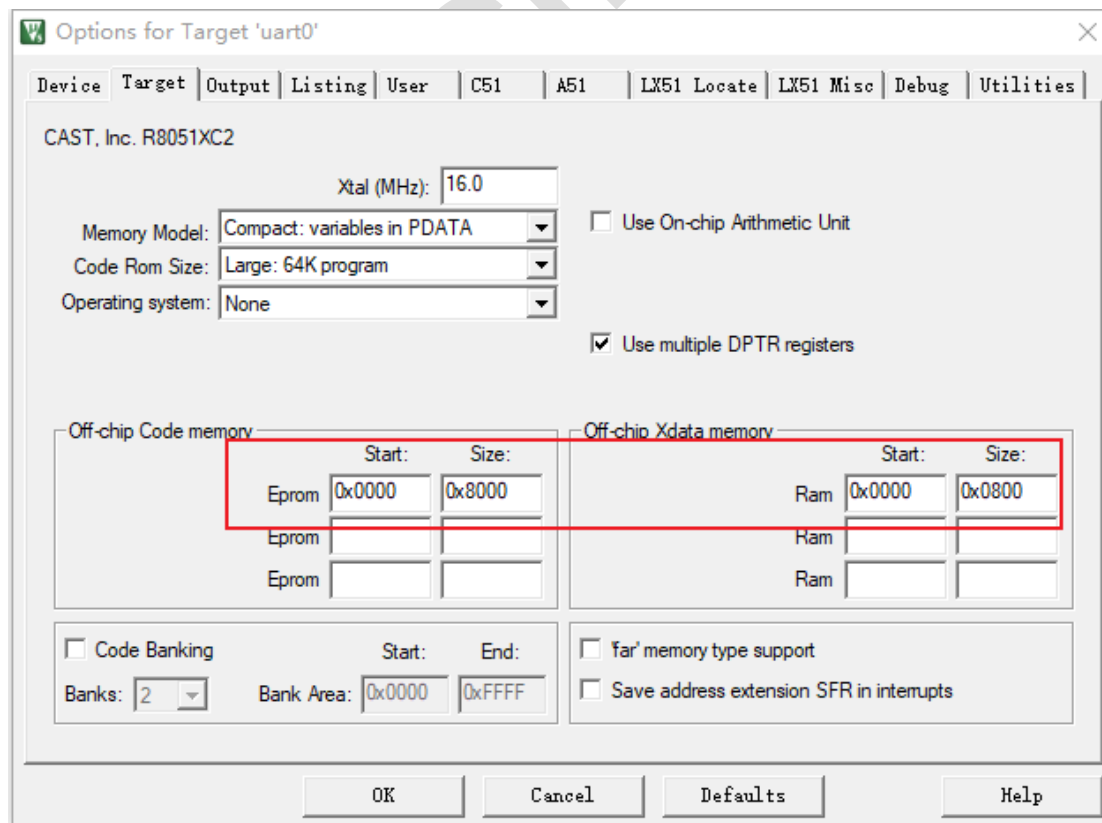 Options for Target 'uart0'
Device Target Output Listing User C51 A51 LX51 Locate LX51 Misc Debug Utilities
CAST, Inc. R8051XC2
Xtal (MHz): 16.0
Memory Model: Compact: variables in PDATA
Use On-chip Arithmetic Unit
Code Rom Size: Large: 64K program
Operating system: None
Use multiple DPTR registers
Off-chip Code memory
Start: Size:
Eprom 0x0000 0x8000
Eprom
Eprom
Off-chip Xdata memory
Start: Size:
Ram 0x0000 0x0800
Ram
Ram
Code Banking Start: End:
Banks: 2 Bank Area: 0x0000 0xFFFF
'far' memory type support
Save address extension SFR in interrupts
OK Cancel Defaults Help